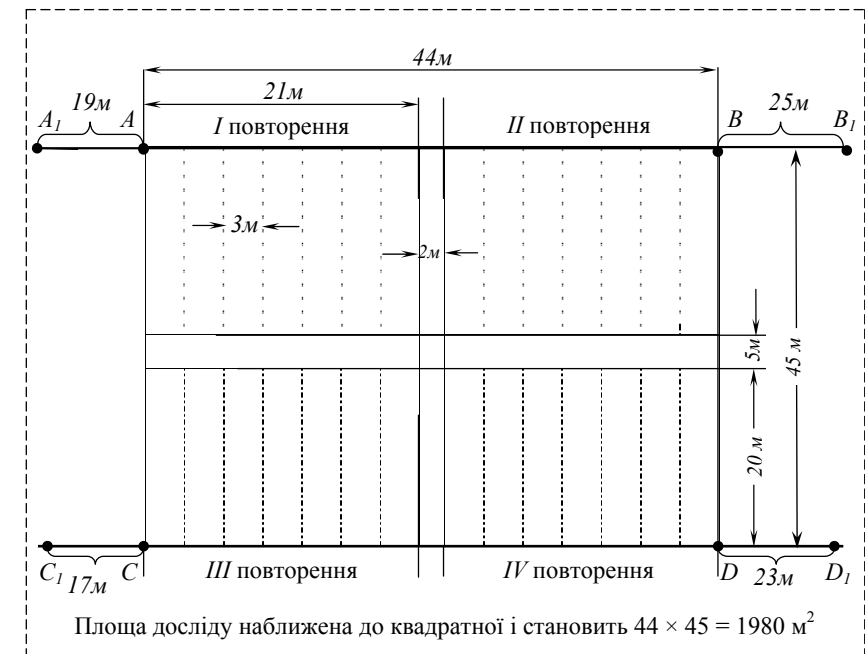 44м
19м 21м 25м
A₁ A I повторення II повторення B B₁
3м
2м
5м
45 м
20 м
C₁ 17м C III повторення IV повторення D 23м D₁
Площа досліду наближена до квадратної і становить 44 × 45 = 1980 м²